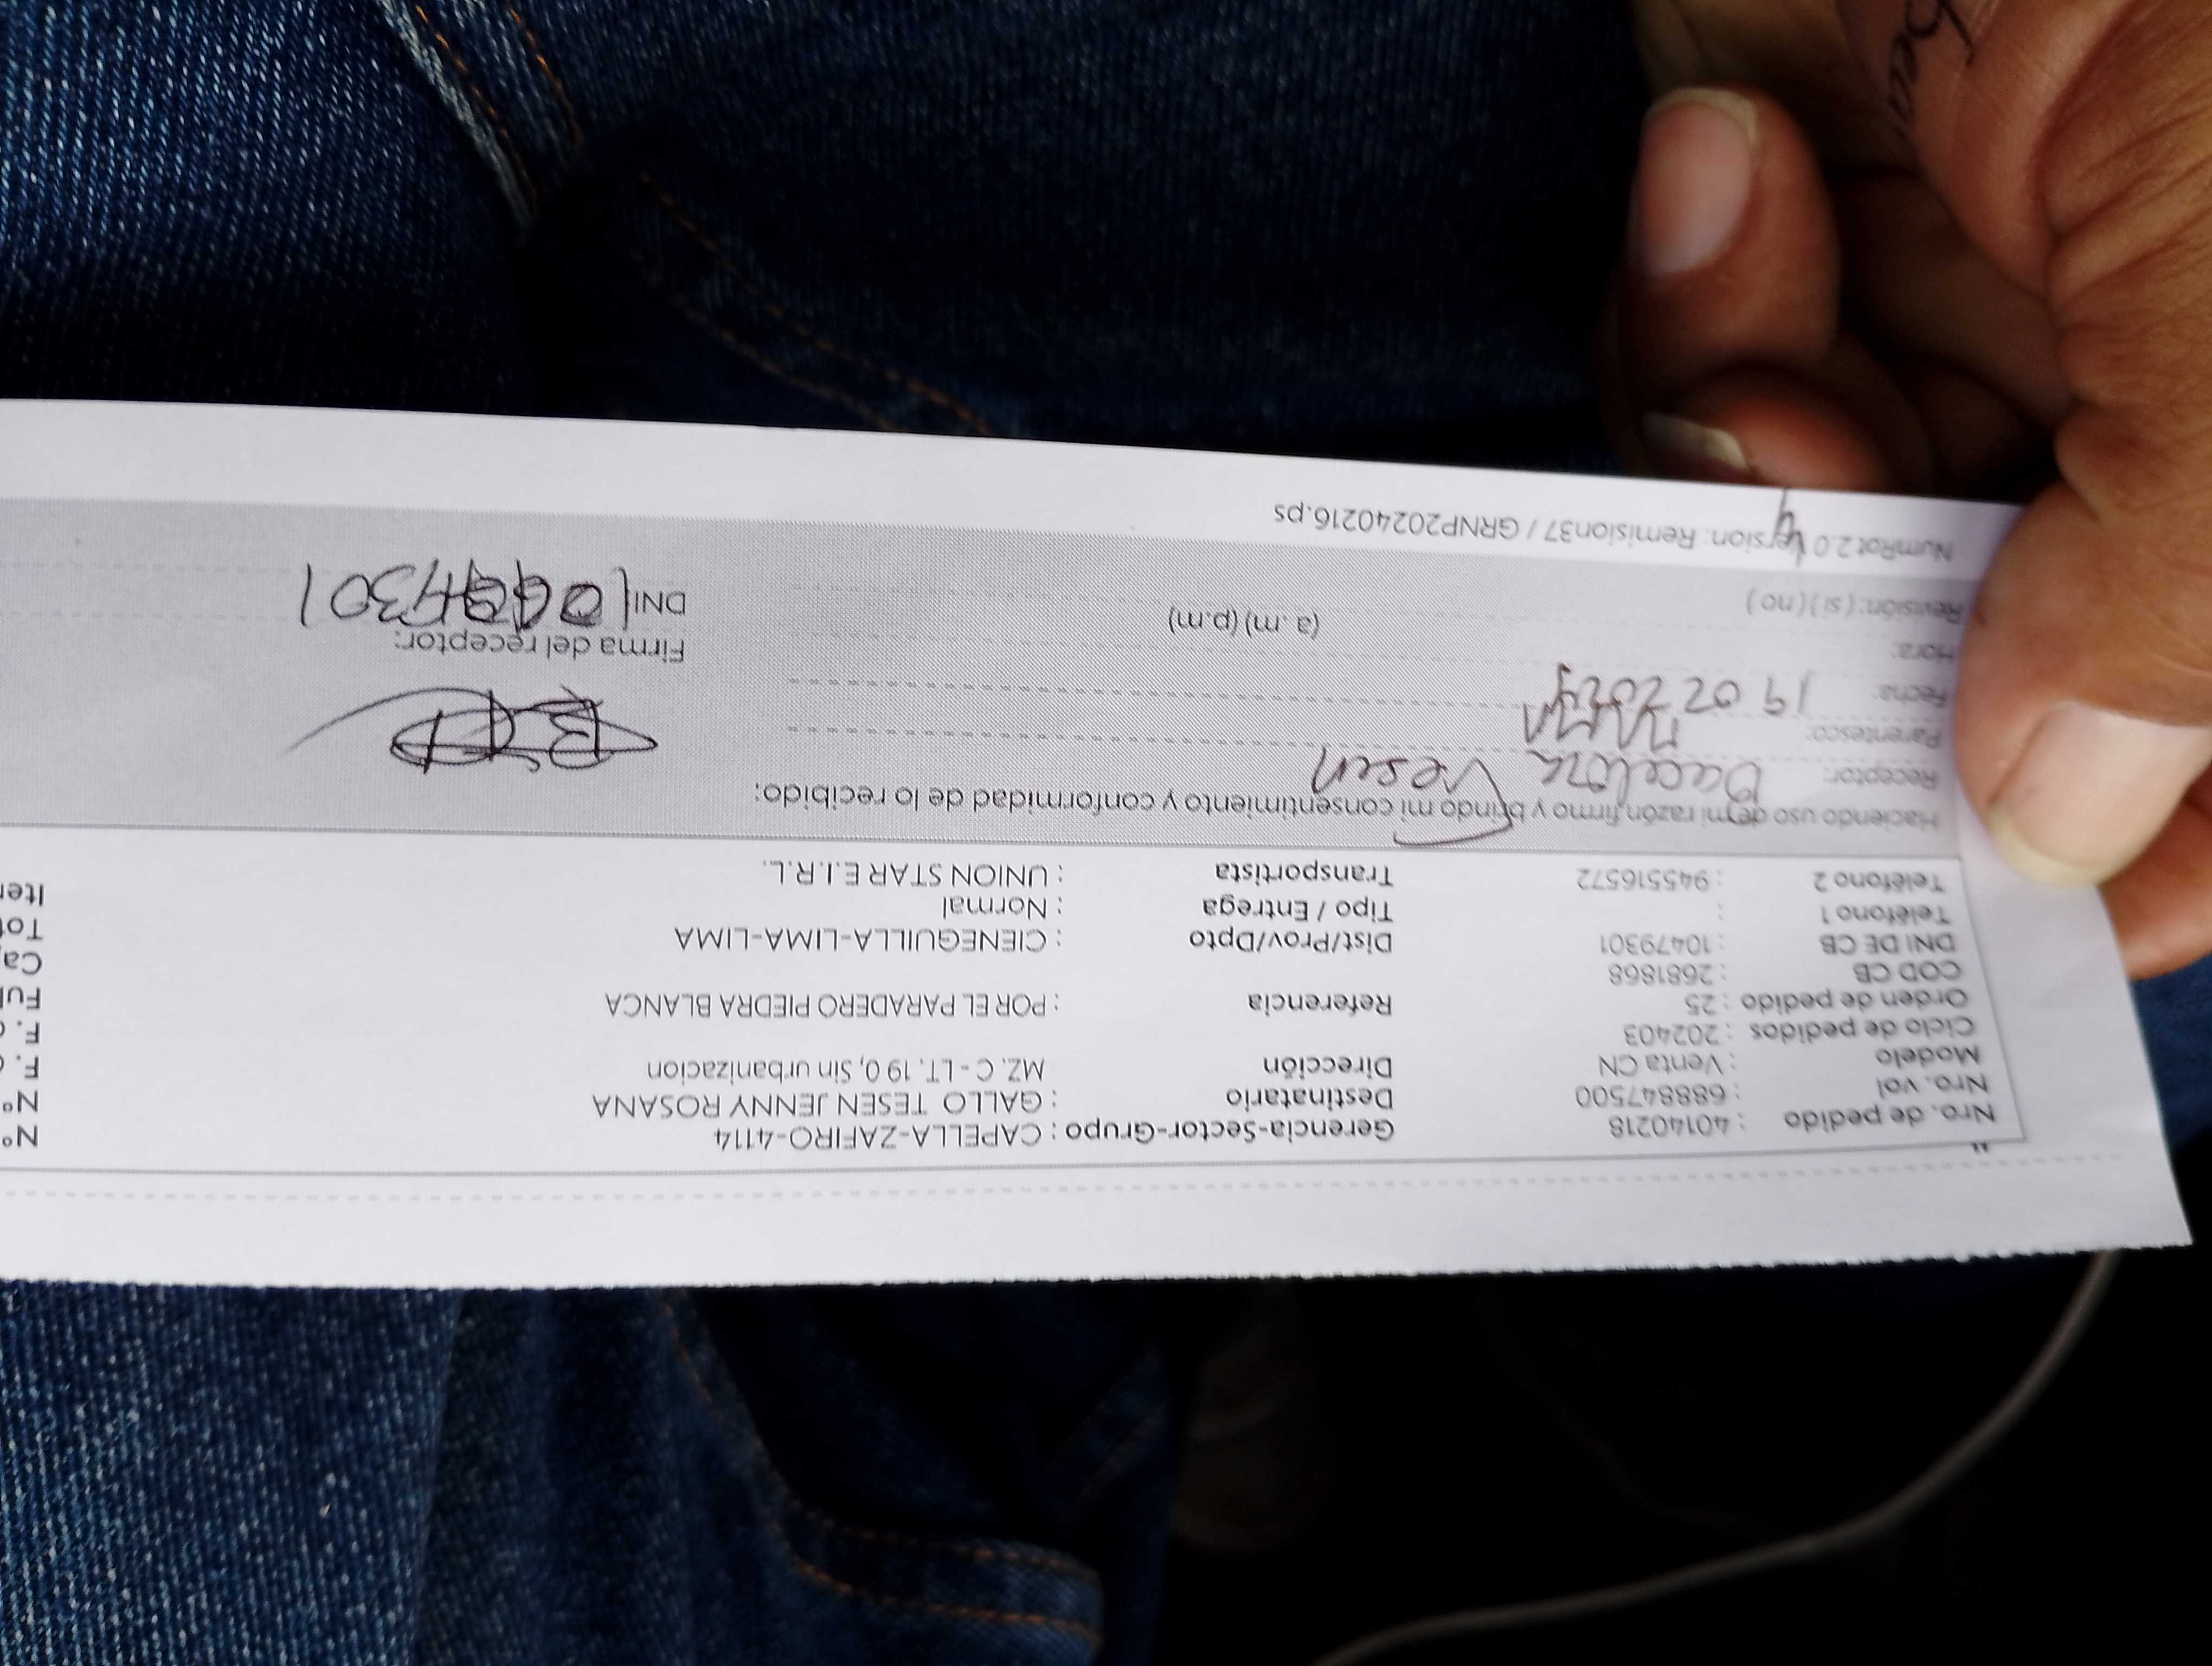 Nro. de pedido : 40140218 Gerencia-Sector-Grupo : CAPELLA-ZAFIRO-4114 Nº
Nro. vol : 688847500 Destinatario : GALLO TESEN JENNY ROSANA Nº
Modelo : Venta CN Dirección MZ. C - LT. 19 0, Sin urbanizacion F.
Ciclo de pedidos : 202403 F.
Orden de pedido : 25 Referencia : POR EL PARADERO PIEDRA BLANCA
COD CB : 2681868
DNI DE CB : 10479301 Dist/Prov/Dpto : CIENEGUILLA-LIMA-LIMA
Teléfono 1 : Tipo / Entrega : Normal Tot
Teléfono 2 : 945516572 Transportista : UNION STAR E.I.R.L. Iter
Haciendo uso de mi razón, firmo y brindo mi consentimiento y conformidad de lo recibido:
Receptor: Tesen
Parentesco:
Fecha: 19 02 2024 Firma del receptor:
Hora: (a.m) (p.m) DNI
Revisión: ( si ) ( no )
NumRot 2.0 Version: Remision37 / GRNP20240216.ps